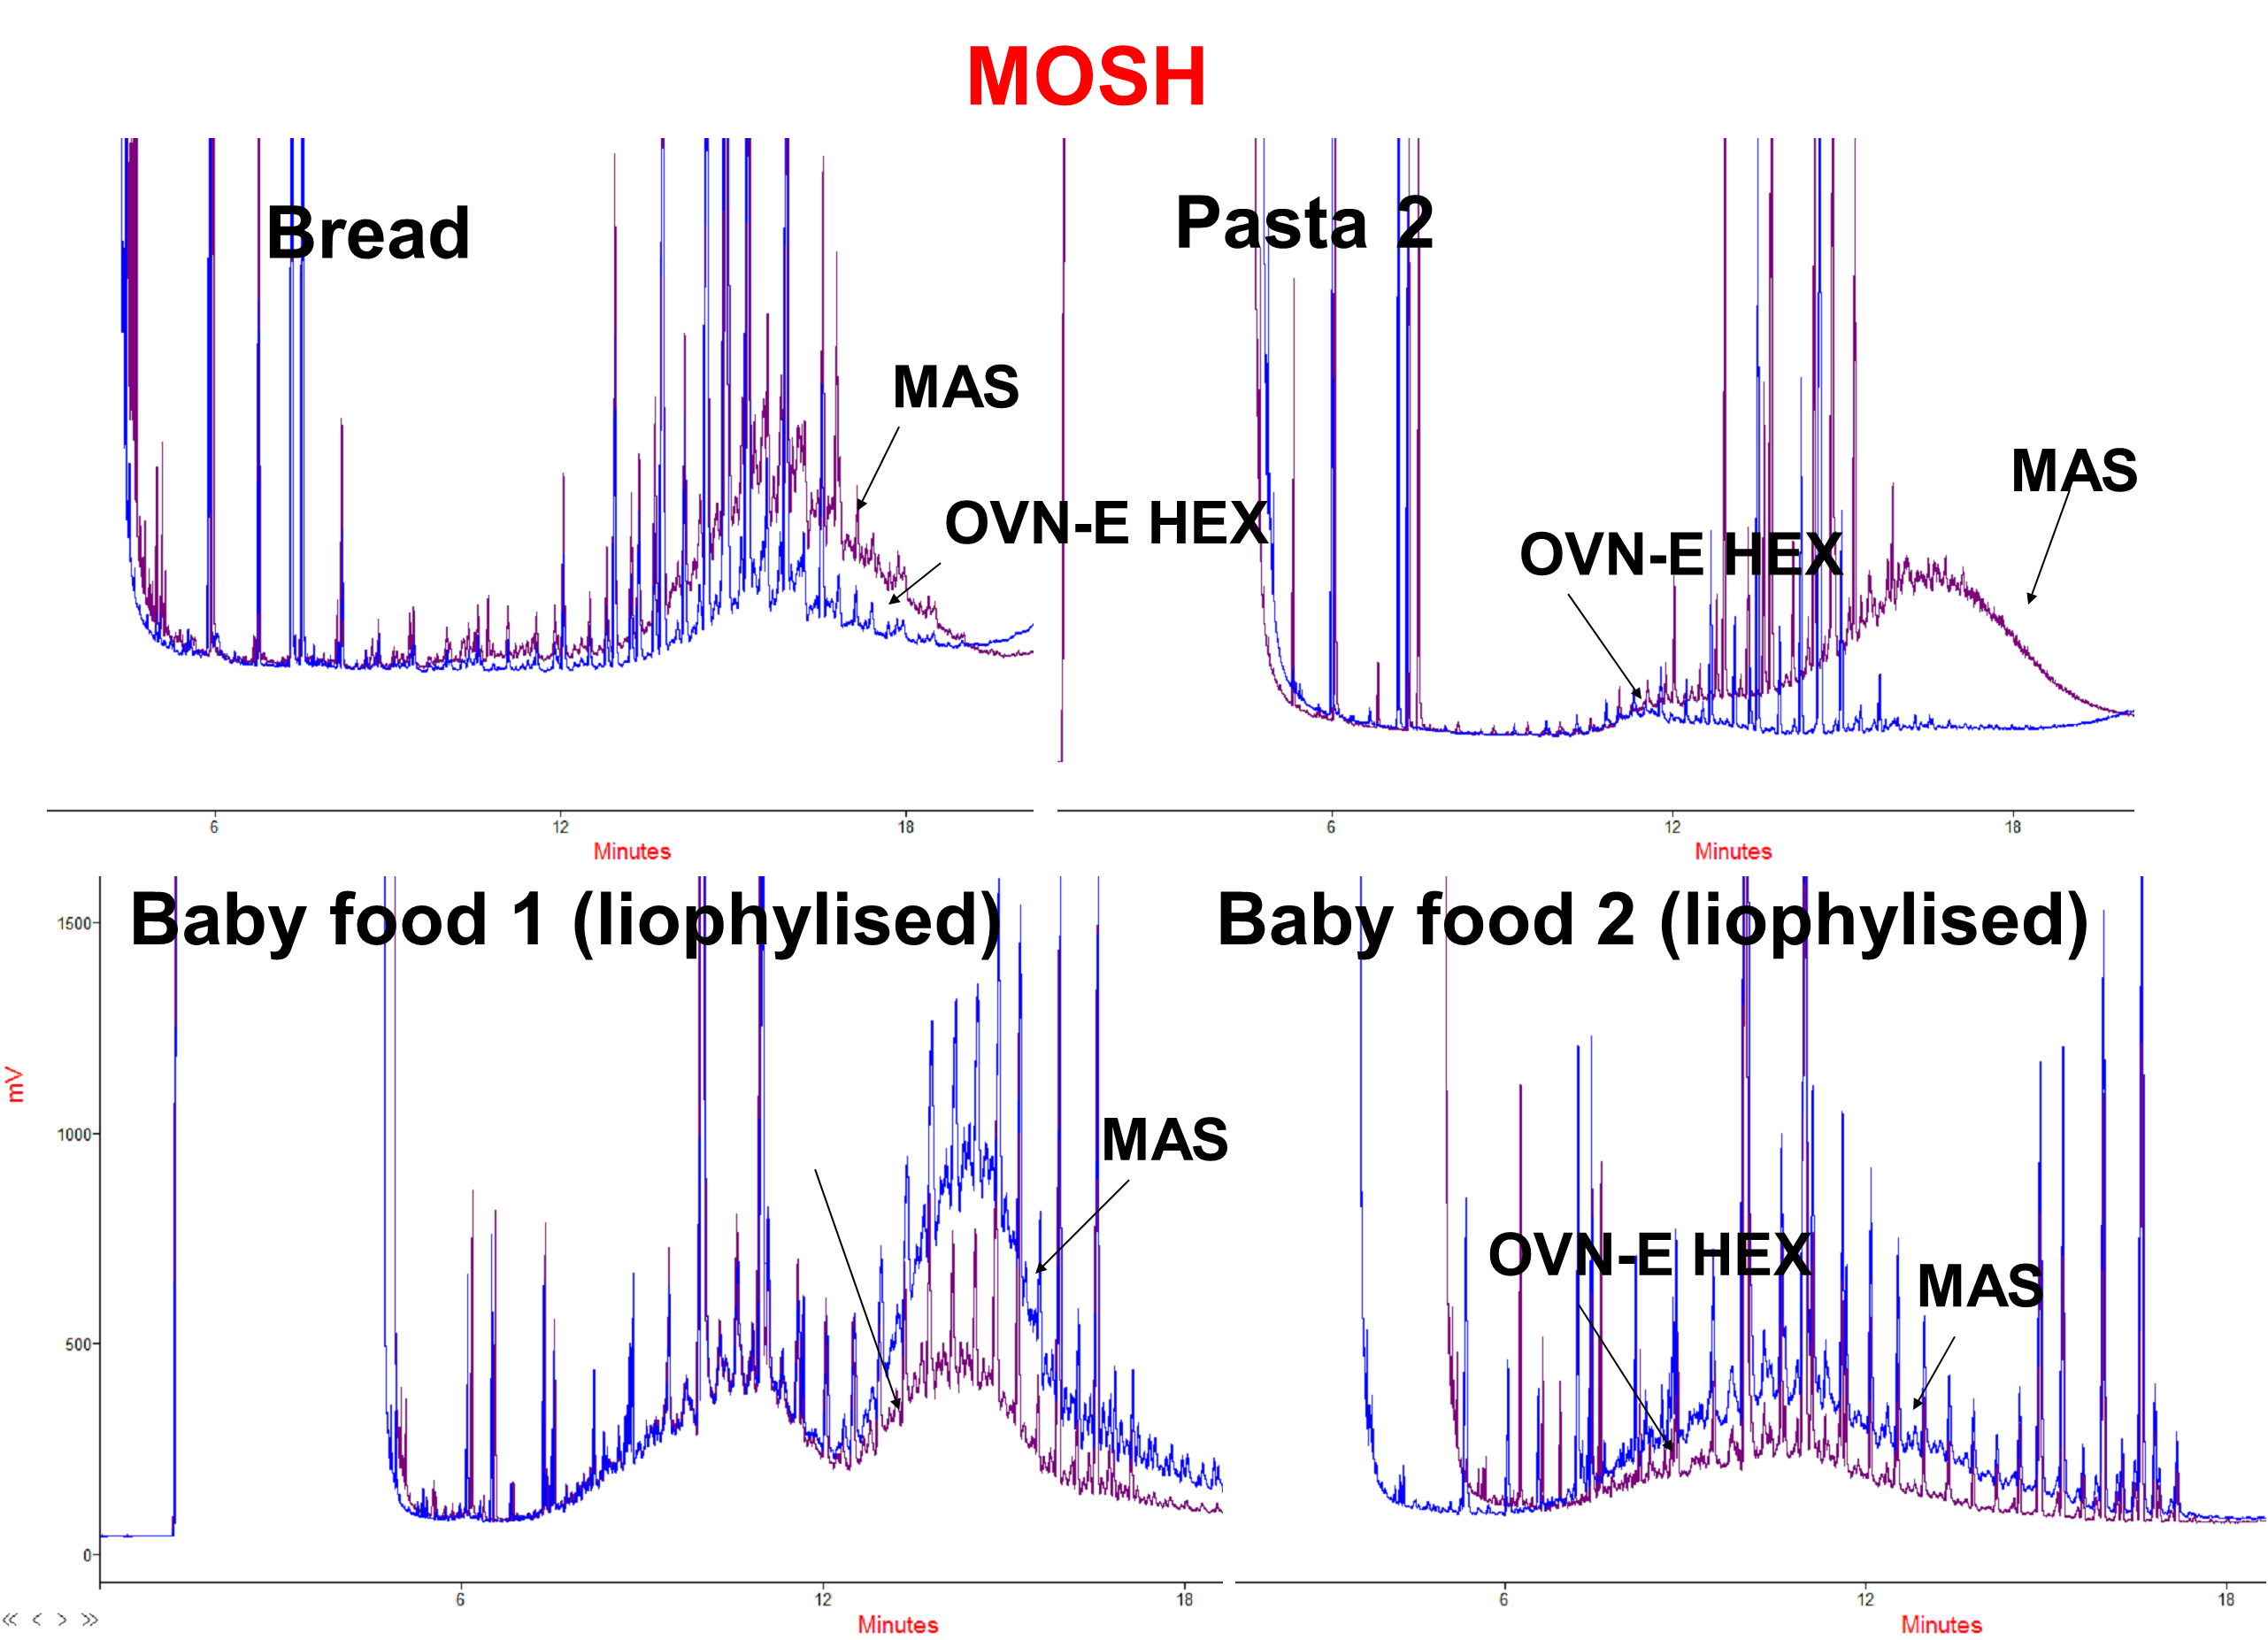 MOSH
Bread
MAS
OVN-E HEX
6 12 18
Minutes
Pasta 2
MAS
OVN-E HEX
6 12 18
Minutes
Baby food 1 (liophylised)
1500
1000
500
0
mV
MAS
6 12 18
Minutes
« < > »
Baby food 2 (liophylised)
OVN-E HEX
MAS
6 12 18
Minutes